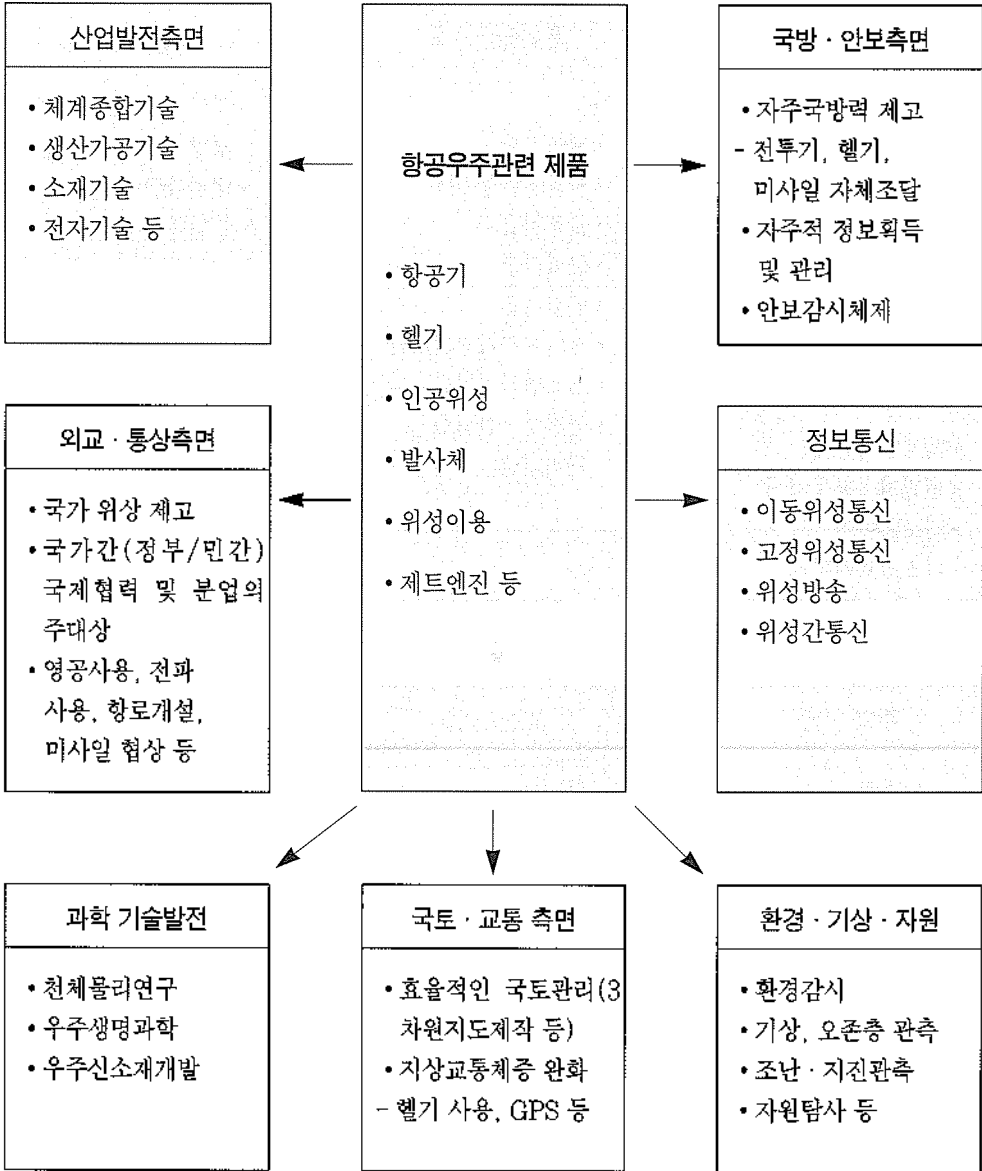 산업발전측면
• 체계종합기술
• 생산가공기술
• 소재기술
• 전자기술 등
항공우주관련 제품
• 항공기
• 헬기
• 인공위성
• 발사체
• 위성이용
• 제트엔진 등
국방 · 안보측면
• 자주국방력 제고
- 전투기, 헬기,
미사일 자체조달
• 자주적 정보획득
및 관리
• 안보감시체제
외교 · 통상측면
• 국가 위상 제고
• 국가간(정부/민간)
국제협력 및 분업의
주대상
• 영공사용, 전파
사용, 항로개설,
미사일 협상 등
정보통신
• 이동위성통신
• 고정위성통신
• 위성방송
• 위성간통신
과학 기술발전
• 천체물리연구
• 우주생명과학
• 우주신소재개발
국토 · 교통 측면
• 효율적인 국토관리(3
차원지도제작 등)
• 지상교통체증 완화
- 헬기 사용, GPS 등
환경 · 기상 · 자원
• 환경감시
• 기상, 오존층 관측
• 조난 · 지진관측
• 자원탐사 등